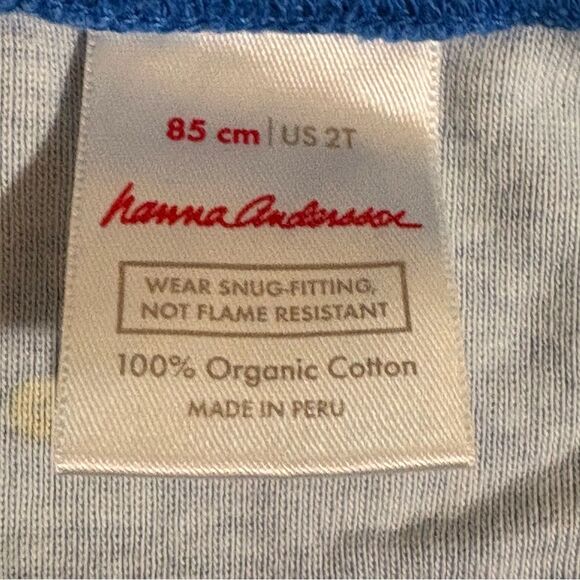 85 cm | US 2T
hanna Andersson
WEAR SNUG-FITTING,
NOT FLAME RESISTANT
100% Organic Cotton
MADE IN PERU